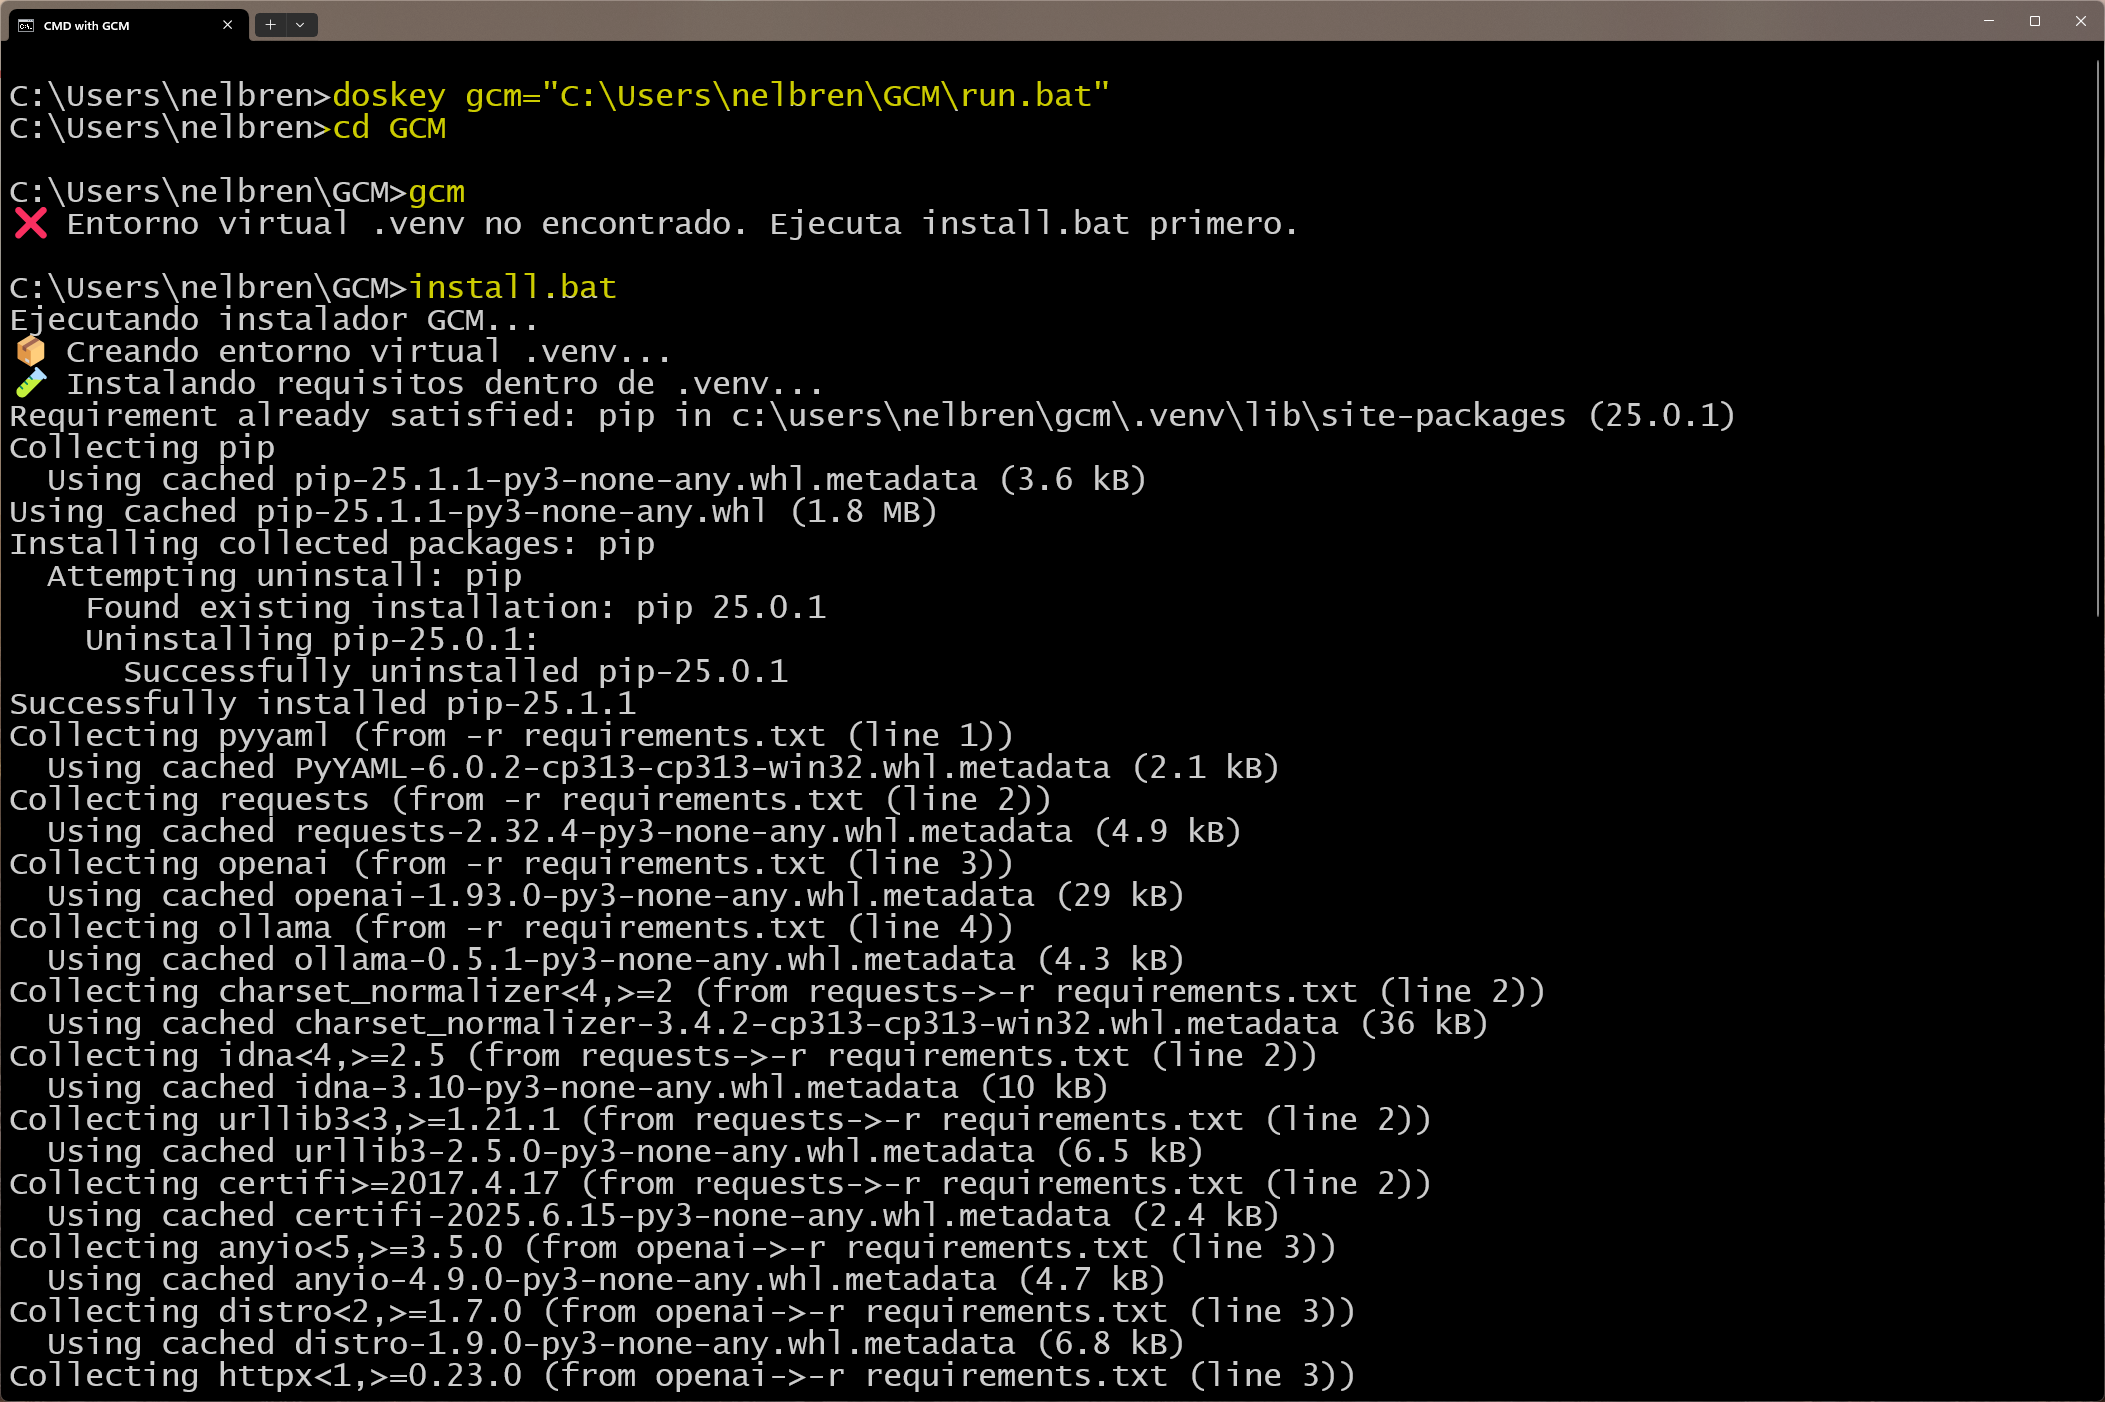 CMD with GCM
C:\Users\nelbren>doskey gcm="C:\Users\nelbren\GCM\run.bat"
C:\Users\nelbren>cd GCM
C:\Users\nelbren\GCM>gcm
❌ Entorno virtual .venv no encontrado. Ejecuta install.bat primero.
C:\Users\nelbren\GCM>install.bat
Ejecutando instalador GCM...
📦 Creando entorno virtual .venv...
🧪 Instalando requisitos dentro de .venv...
Requirement already satisfied: pip in c:\users\nelbren\gcm\.venv\lib\site-packages (25.0.1)
Collecting pip
  Using cached pip-25.1.1-py3-none-any.whl.metadata (3.6 kB)
Using cached pip-25.1.1-py3-none-any.whl (1.8 MB)
Installing collected packages: pip
  Attempting uninstall: pip
    Found existing installation: pip 25.0.1
    Uninstalling pip-25.0.1:
      Successfully uninstalled pip-25.0.1
Successfully installed pip-25.1.1
Collecting pyyaml (from -r requirements.txt (line 1))
  Using cached PyYAML-6.0.2-cp313-cp313-win32.whl.metadata (2.1 kB)
Collecting requests (from -r requirements.txt (line 2))
  Using cached requests-2.32.4-py3-none-any.whl.metadata (4.9 kB)
Collecting openai (from -r requirements.txt (line 3))
  Using cached openai-1.93.0-py3-none-any.whl.metadata (29 kB)
Collecting ollama (from -r requirements.txt (line 4))
  Using cached ollama-0.5.1-py3-none-any.whl.metadata (4.3 kB)
Collecting charset_normalizer<4,>=2 (from requests->-r requirements.txt (line 2))
  Using cached charset_normalizer-3.4.2-cp313-cp313-win32.whl.metadata (36 kB)
Collecting idna<4,>=2.5 (from requests->-r requirements.txt (line 2))
  Using cached idna-3.10-py3-none-any.whl.metadata (10 kB)
Collecting urllib3<3,>=1.21.1 (from requests->-r requirements.txt (line 2))
  Using cached urllib3-2.5.0-py3-none-any.whl.metadata (6.5 kB)
Collecting certifi>=2017.4.17 (from requests->-r requirements.txt (line 2))
  Using cached certifi-2025.6.15-py3-none-any.whl.metadata (2.4 kB)
Collecting anyio<5,>=3.5.0 (from openai->-r requirements.txt (line 3))
  Using cached anyio-4.9.0-py3-none-any.whl.metadata (4.7 kB)
Collecting distro<2,>=1.7.0 (from openai->-r requirements.txt (line 3))
  Using cached distro-1.9.0-py3-none-any.whl.metadata (6.8 kB)
Collecting httpx<1,>=0.23.0 (from openai->-r requirements.txt (line 3))